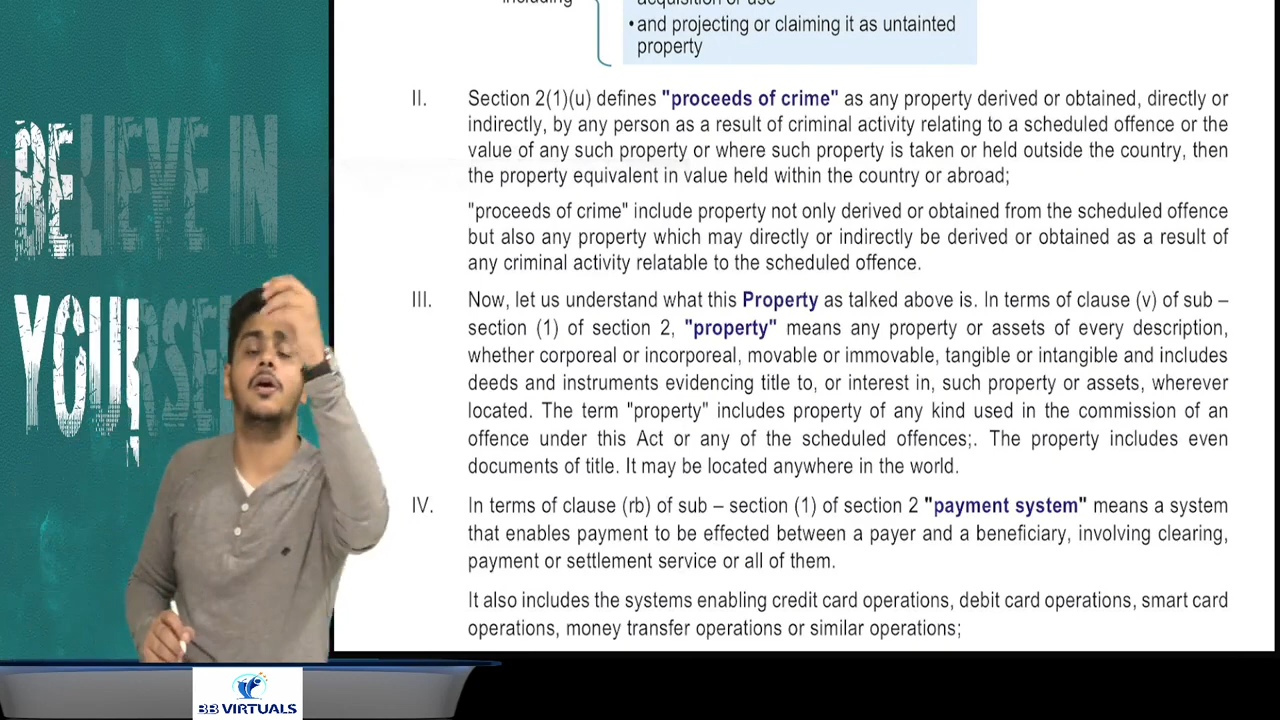 BELIEVE IN
YOURSELF
including
acquisition or use
• and projecting or claiming it as untainted
property
II. Section 2(1)(u) defines "proceeds of crime" as any property derived or obtained, directly or
indirectly, by any person as a result of criminal activity relating to a scheduled offence or the
value of any such property or where such property is taken or held outside the country, then
the property equivalent in value held within the country or abroad;
"proceeds of crime" include property not only derived or obtained from the scheduled offence
but also any property which may directly or indirectly be derived or obtained as a result of
any criminal activity relatable to the scheduled offence.
III. Now, let us understand what this Property as talked above is. In terms of clause (v) of sub –
section (1) of section 2, "property" means any property or assets of every description,
whether corporeal or incorporeal, movable or immovable, tangible or intangible and includes
deeds and instruments evidencing title to, or interest in, such property or assets, wherever
located. The term "property" includes property of any kind used in the commission of an
offence under this Act or any of the scheduled offences;. The property includes even
documents of title. It may be located anywhere in the world.
IV. In terms of clause (rb) of sub – section (1) of section 2 "payment system" means a system
that enables payment to be effected between a payer and a beneficiary, involving clearing,
payment or settlement service or all of them.
It also includes the systems enabling credit card operations, debit card operations, smart card
operations, money transfer operations or similar operations;
BB VIRTUALS